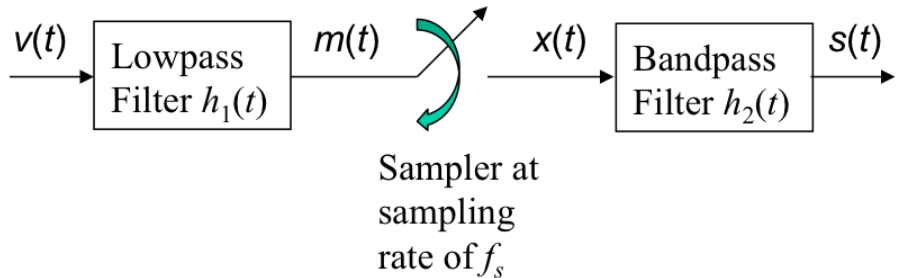 v(t)
Lowpass
Filter h₁(t)
m(t)
Sampler at
sampling
rate of fₛ
x(t)
Bandpass
Filter h₂(t)
s(t)